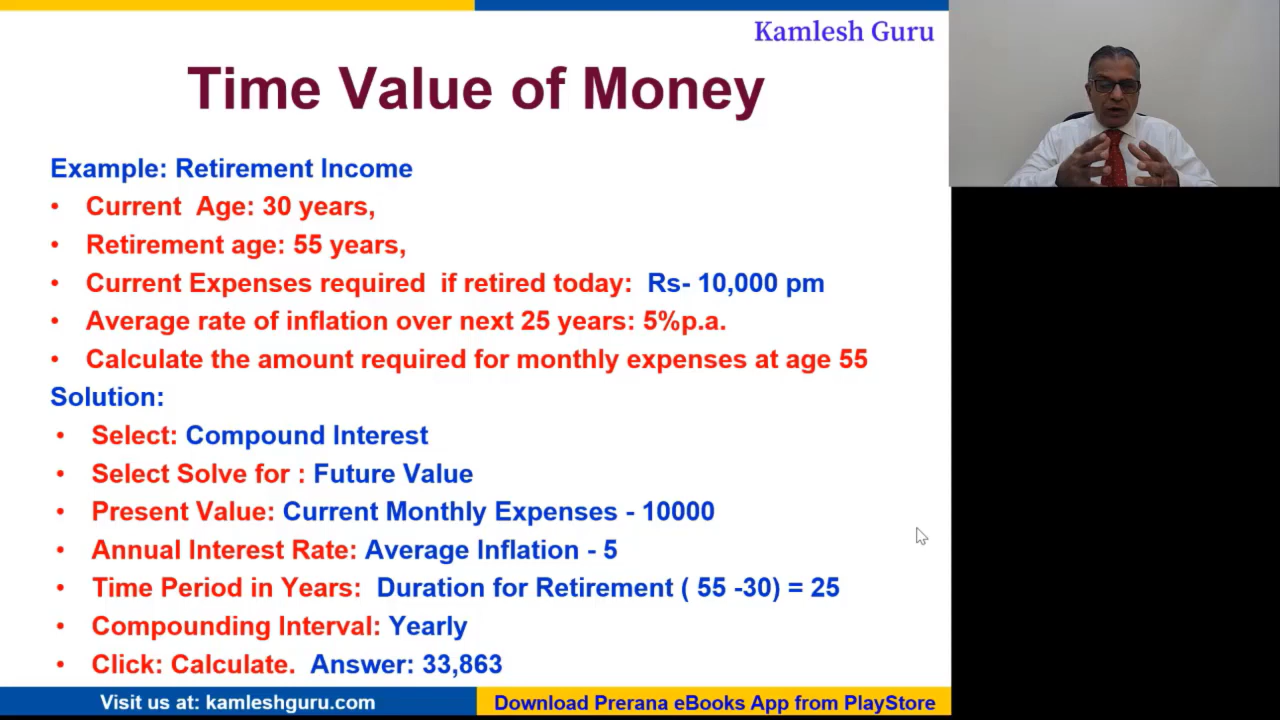 Kamlesh Guru
Time Value of Money
Example: Retirement Income
• Current Age: 30 years,
• Retirement age: 55 years,
• Current Expenses required if retired today: Rs- 10,000 pm
• Average rate of inflation over next 25 years: 5%p.a.
• Calculate the amount required for monthly expenses at age 55
Solution:
• Select: Compound Interest
• Select Solve for : Future Value
• Present Value: Current Monthly Expenses - 10000
• Annual Interest Rate: Average Inflation - 5
• Time Period in Years: Duration for Retirement ( 55 -30) = 25
• Compounding Interval: Yearly
• Click: Calculate. Answer: 33,863
Visit us at: kamleshguru.com
Download Prerana eBooks App from PlayStore